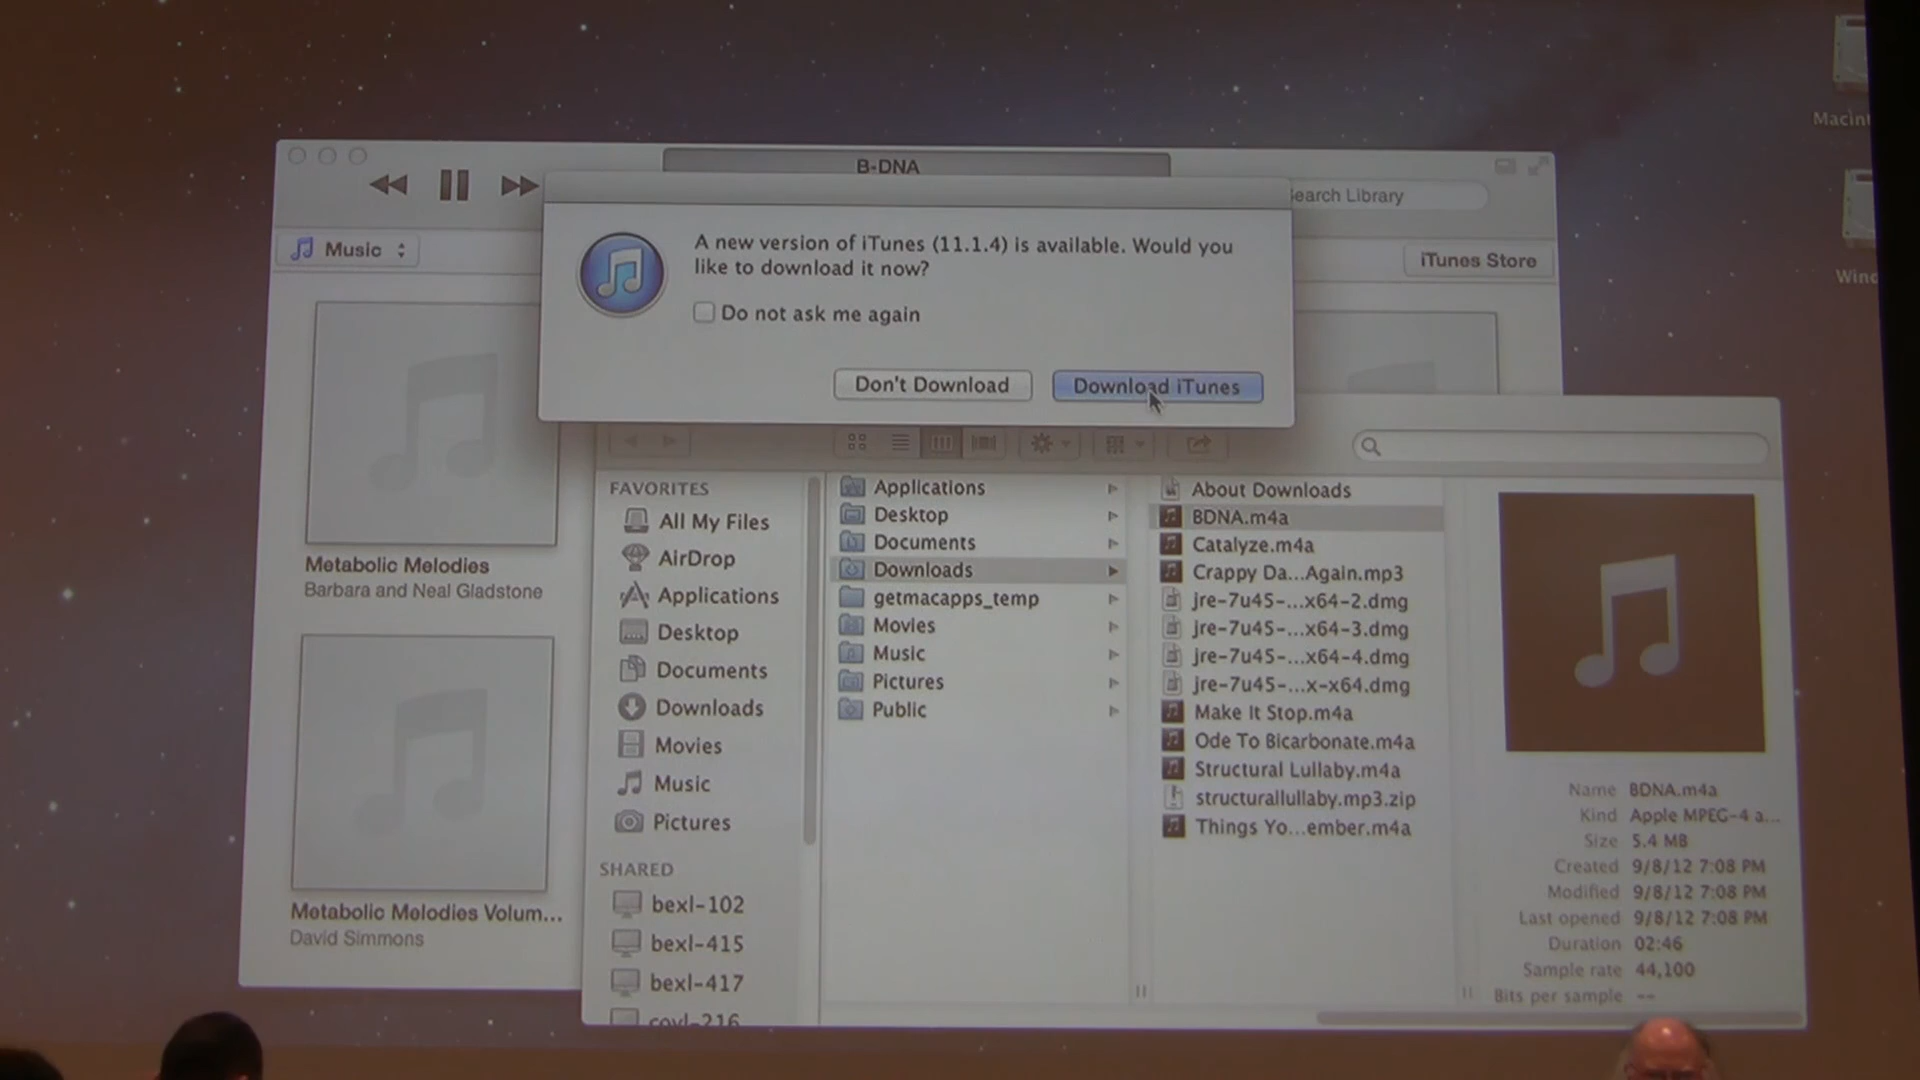 B-DNA
Search Library
Music
iTunes Store
A new version of iTunes (11.1.4) is available. Would you
like to download it now?
Do not ask me again
Don't Download
Download iTunes
Metabolic Melodies
Barbara and Neal Gladstone
Metabolic Melodies Volum...
David Simmons
FAVORITES
All My Files
AirDrop
Applications
Desktop
Documents
Downloads
Movies
Music
Pictures
SHARED
bexl-102
bexl-415
bexl-417
covl-216
Applications
Desktop
Documents
Downloads
getmacapps_temp
Movies
Music
Pictures
Public
About Downloads
BDNA.m4a
Catalyze.m4a
Crappy Da...Again.mp3
jre-7u45-...x64-2.dmg
jre-7u45-...x64-3.dmg
jre-7u45-...x64-4.dmg
jre-7u45-...x-x64.dmg
Make It Stop.m4a
Ode To Bicarbonate.m4a
Structural Lullaby.m4a
structurallullaby.mp3.zip
Things Yo...ember.m4a
Name BDNA.m4a
Kind Apple MPEG-4 a...
Size 5.4 MB
Created 9/8/12 7:08 PM
Modified 9/8/12 7:08 PM
Last opened 9/8/12 7:08 PM
Duration 02:46
Sample rate 44,100
Bits per sample --
Macint
Wind